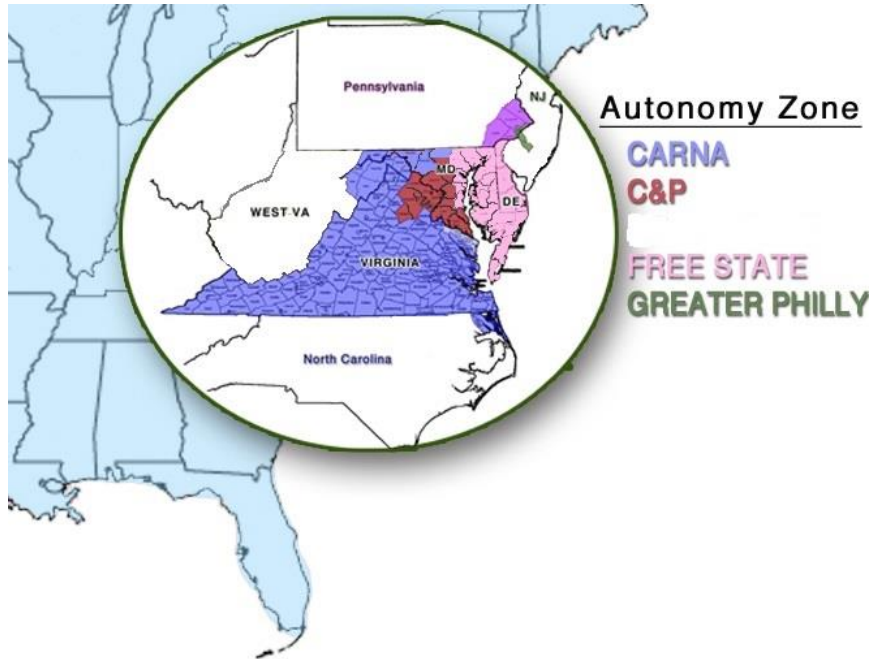 Pennsylvania
NJ
MD
DE
WEST VA
VIRGINIA
North Carolina
Autonomy Zone
CARNA
C&P
FREE STATE
GREATER PHILLY